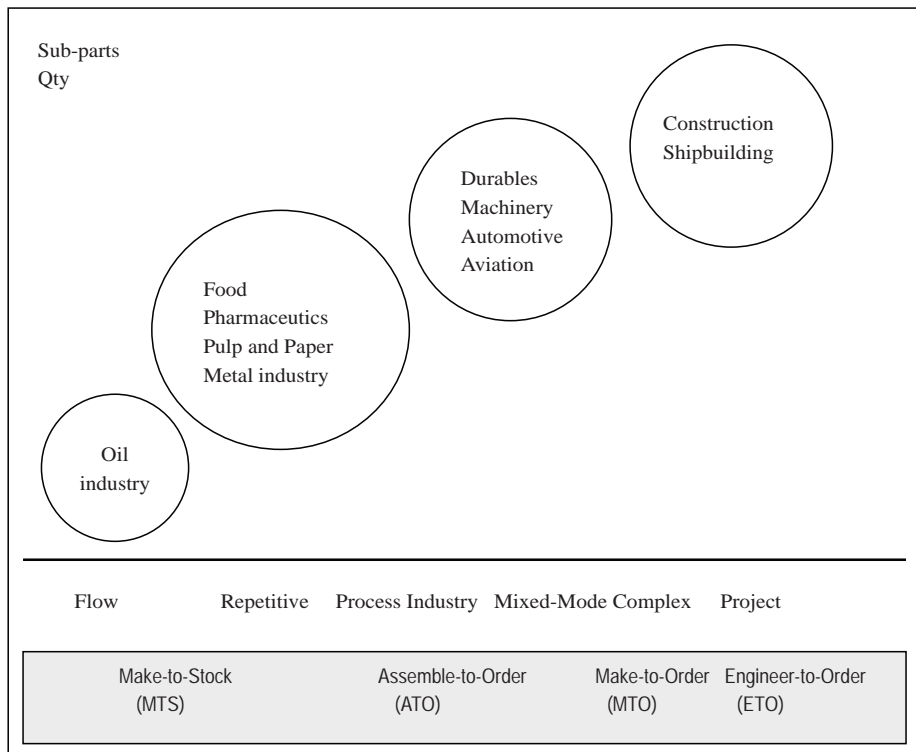 Sub-parts
Qty
Construction
Shipbuilding
Durables
Machinery
Automotive
Aviation
Food
Pharmaceutics
Pulp and Paper
Metal industry
Oil
industry
Flow Repetitive Process Industry Mixed-Mode Complex Project
Make-to-Stock Assemble-to-Order Make-to-Order Engineer-to-Order
(MTS) (ATO) (MTO) (ETO)